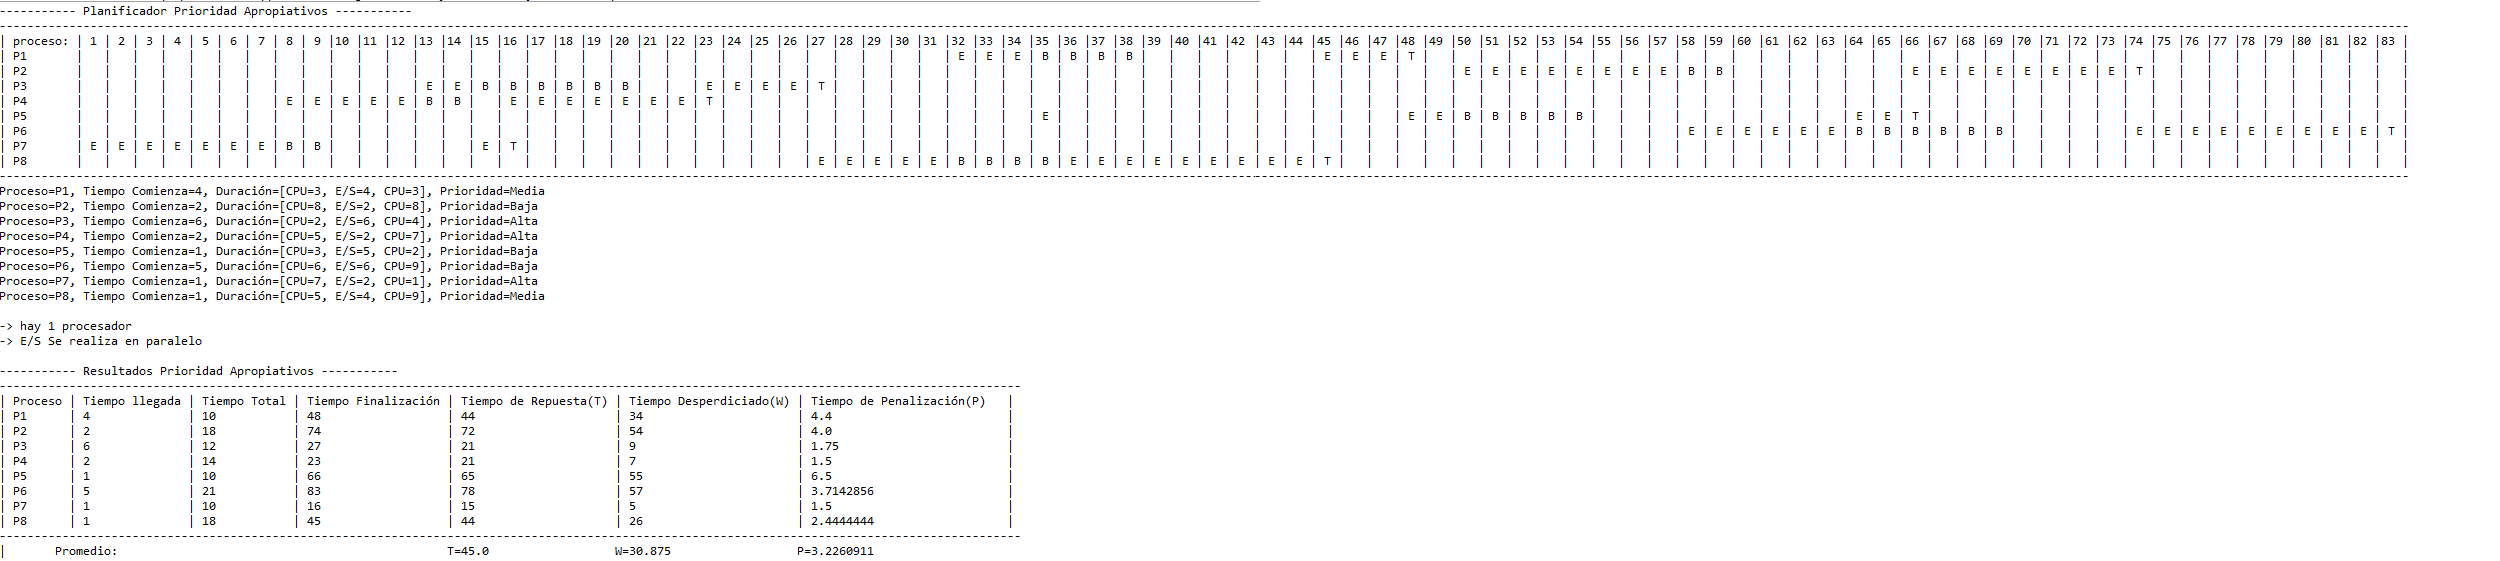 ----------- Planificador Prioridad Apropiativos -----------
| proceso: | 1 | 2 | 3 | 4 | 5 | 6 | 7 | 8 | 9 |10 |11 |12 |13 |14 |15 |16 |17 |18 |19 |20 |21 |22 |23 |24 |25 |26 |27 |28 |29 |30 |31 |32 |33 |34 |35 |36 |37 |38 |39 |40 |41 |42 |43 |44 |45 |46 |47 |48 |49 |50 |51 |52 |53 |54 |55 |56 |57 |58 |59 |60 |61 |62 |63 |64 |65 |66 |67 |68 |69 |70 |71 |72 |73 |74 |75 |76 |77 |78 |79 |80 |81 |82 |83 |
| P1 | E | E | E | B | B | B | B | E | E | E | T |
| P2 | E | E | E | E | E | E | E | E | B | B | E | E | E | E | E | E | E | E | T |
| P3 | E | E | B | B | B | B | B | B | E | E | E | E | T |
| P4 | E | E | E | E | E | B | B | E | E | E | E | E | E | E | T |
| P5 | E | E | E | B | B | B | B | B | E | E | T |
| P6 | E | E | E | E | E | E | B | B | B | B | B | B | E | E | E | E | E | E | E | E | E | T |
| P7 | E | E | E | E | E | E | E | B | B | E | T |
| P8 | E | E | E | E | E | B | B | B | B | E | E | E | E | E | E | E | E | E | T |
Proceso=P1, Tiempo Comienza=4, Duración=[CPU=3, E/S=4, CPU=3], Prioridad=Media
Proceso=P2, Tiempo Comienza=2, Duración=[CPU=8, E/S=2, CPU=8], Prioridad=Baja
Proceso=P3, Tiempo Comienza=6, Duración=[CPU=2, E/S=6, CPU=4], Prioridad=Alta
Proceso=P4, Tiempo Comienza=2, Duración=[CPU=5, E/S=2, CPU=7], Prioridad=Alta
Proceso=P5, Tiempo Comienza=1, Duración=[CPU=3, E/S=5, CPU=2], Prioridad=Baja
Proceso=P6, Tiempo Comienza=5, Duración=[CPU=6, E/S=6, CPU=9], Prioridad=Baja
Proceso=P7, Tiempo Comienza=1, Duración=[CPU=7, E/S=2, CPU=1], Prioridad=Alta
Proceso=P8, Tiempo Comienza=1, Duración=[CPU=5, E/S=4, CPU=9], Prioridad=Media
-> hay 1 procesador
-> E/S Se realiza en paralelo
----------- Resultados Prioridad Apropiativos -----------
| Proceso | Tiempo llegada | Tiempo Total | Tiempo Finalización | Tiempo de Repuesta(T) | Tiempo Desperdiciado(W) | Tiempo de Penalización(P) |
| P1 | 4 | 10 | 48 | 44 | 34 | 4.4 |
| P2 | 2 | 18 | 74 | 72 | 54 | 4.0 |
| P3 | 6 | 12 | 27 | 21 | 9 | 1.75 |
| P4 | 2 | 14 | 23 | 21 | 7 | 1.5 |
| P5 | 1 | 10 | 66 | 65 | 55 | 6.5 |
| P6 | 5 | 21 | 83 | 78 | 57 | 3.7142856 |
| P7 | 1 | 10 | 16 | 15 | 5 | 1.5 |
| P8 | 1 | 18 | 45 | 44 | 26 | 2.4444444 |
| Promedio: T=45.0 W=30.875 P=3.2260911